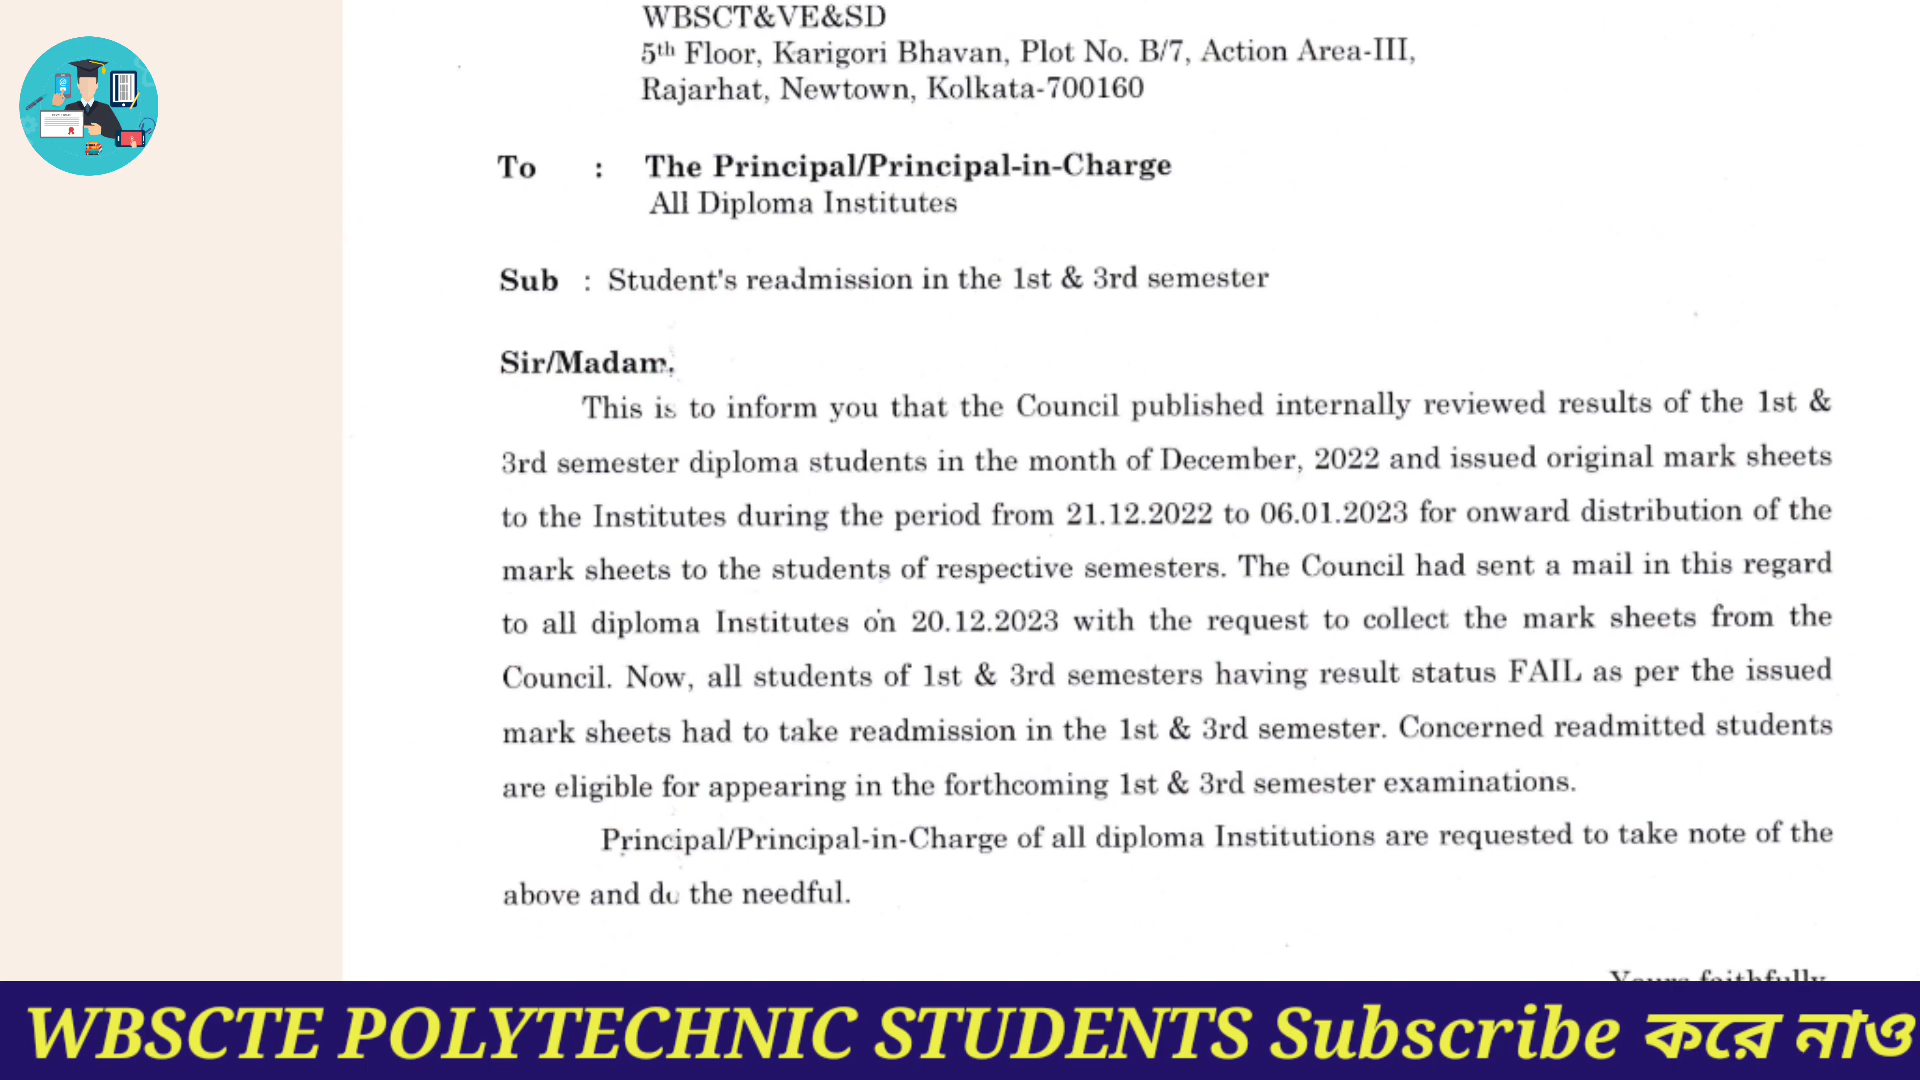 WBSCT&VE&SD
5th Floor, Karigori Bhavan, Plot No. B/7, Action Area-III,
Rajarhat, Newtown, Kolkata-700160
To : The Principal/Principal-in-Charge
All Diploma Institutes
Sub : Student's readmission in the 1st & 3rd semester
Sir/Madam,
This is to inform you that the Council published internally reviewed results of the 1st &
3rd semester diploma students in the month of December, 2022 and issued original mark sheets
to the Institutes during the period from 21.12.2022 to 06.01.2023 for onward distribution of the
mark sheets to the students of respective semesters. The Council had sent a mail in this regard
to all diploma Institutes on 20.12.2023 with the request to collect the mark sheets from the
Council. Now, all students of 1st & 3rd semesters having result status FAIL as per the issued
mark sheets had to take readmission in the 1st & 3rd semester. Concerned readmitted students
are eligible for appearing in the forthcoming 1st & 3rd semester examinations.
Principal/Principal-in-Charge of all diploma Institutions are requested to take note of the
above and do the needful.
Yours faithfully
WBSCTE POLYTECHNIC STUDENTS Subscribe করে নাও